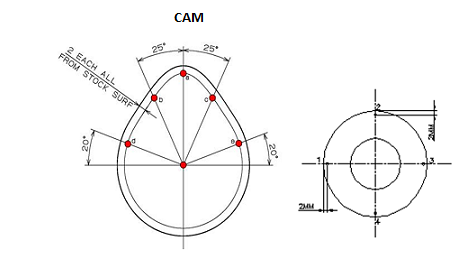 CAM
25° 25°
2 EACH ALL
FROM STOCK SURF
a
b c
d e
20° 20°
2
2MM
1 3
2MM
4